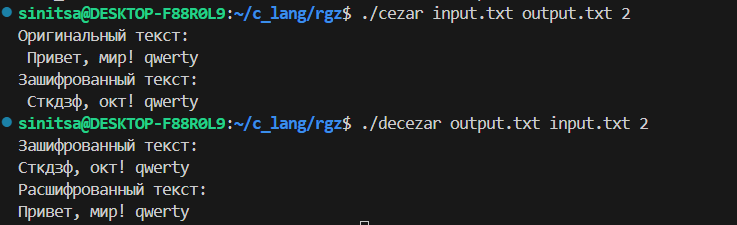 sinitsa@DESKTOP-F88R0L9:~/c_lang/rgz$ ./cezar input.txt output.txt 2
Оригинальный текст:
Привет, мир! qwerty
Зашифрованный текст:
Сткдзф, окт! qwerty
sinitsa@DESKTOP-F88R0L9:~/c_lang/rgz$ ./decezar output.txt input.txt 2
Зашифрованный текст:
Сткдзф, окт! qwerty
Расшифрованный текст:
Привет, мир! qwerty